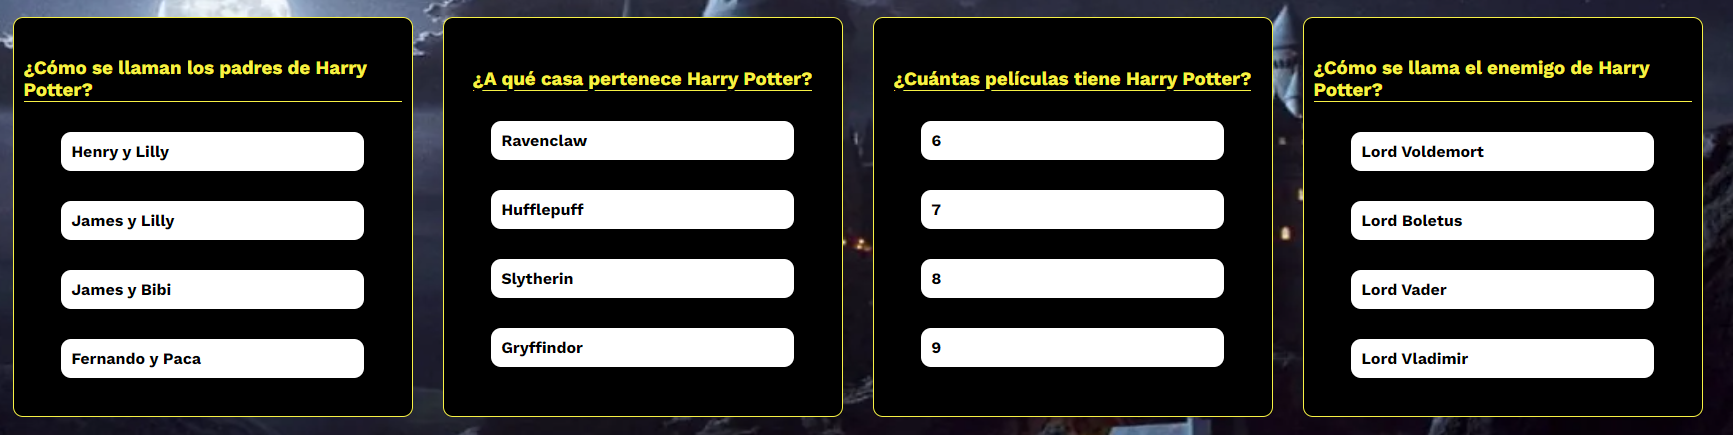 ¿Cómo se llaman los padres de Harry
Potter?
Henry y Lilly
James y Lilly
James y Bibi
Fernando y Paca
¿A qué casa pertenece Harry Potter?
Ravenclaw
Hufflepuff
Slytherin
Gryffindor
¿Cuántas películas tiene Harry Potter?
6
7
8
9
¿Cómo se llama el enemigo de Harry
Potter?
Lord Voldemort
Lord Boletus
Lord Vader
Lord Vladimir